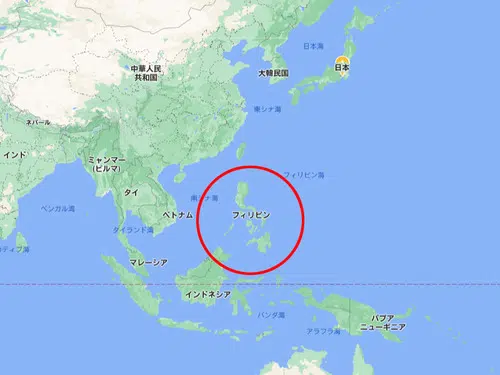 日本海
日本
中華人民
共和国
大韓民国
東シナ海
ネパール
インド
ミャンマー
(ビルマ)
タイ
フィリピン海
南シナ海
ベンガル海
ベトナム
フィリピン
タイランド湾
マレーシア
インドネシア
バンダ海
パプア
ニューギニア
アラフラ海